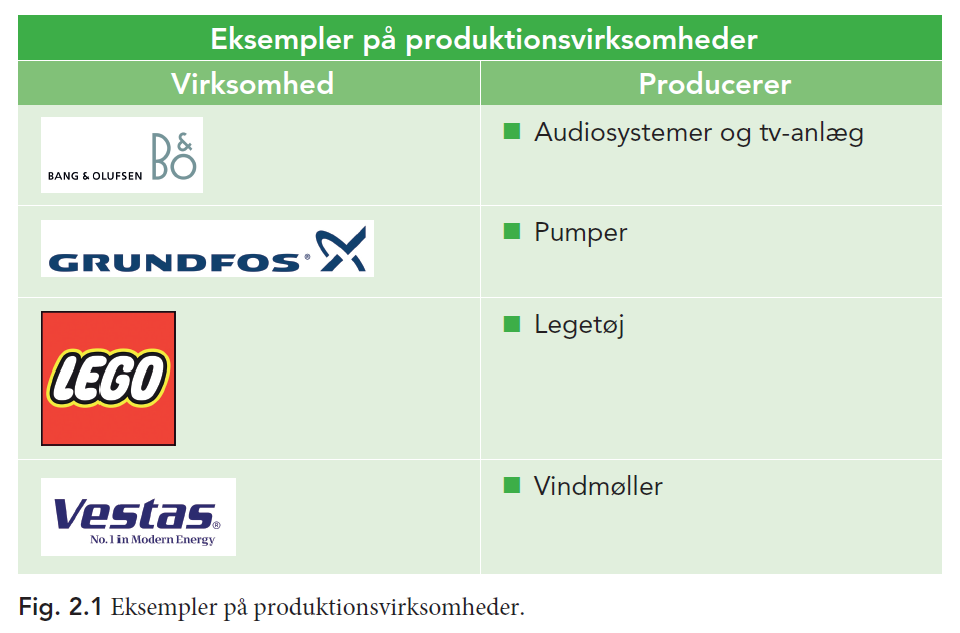 Eksempler på produktionsvirksomheder
Virksomhed
Producerer
BANG & OLUFSEN B&O
Audiosystemer og tv-anlæg
GRUNDFOS®
Pumper
LEGO
Legetøj
Vestas®
No. 1 in Modern Energy
Vindmøller
Fig. 2.1 Eksempler på produktionsvirksomheder.